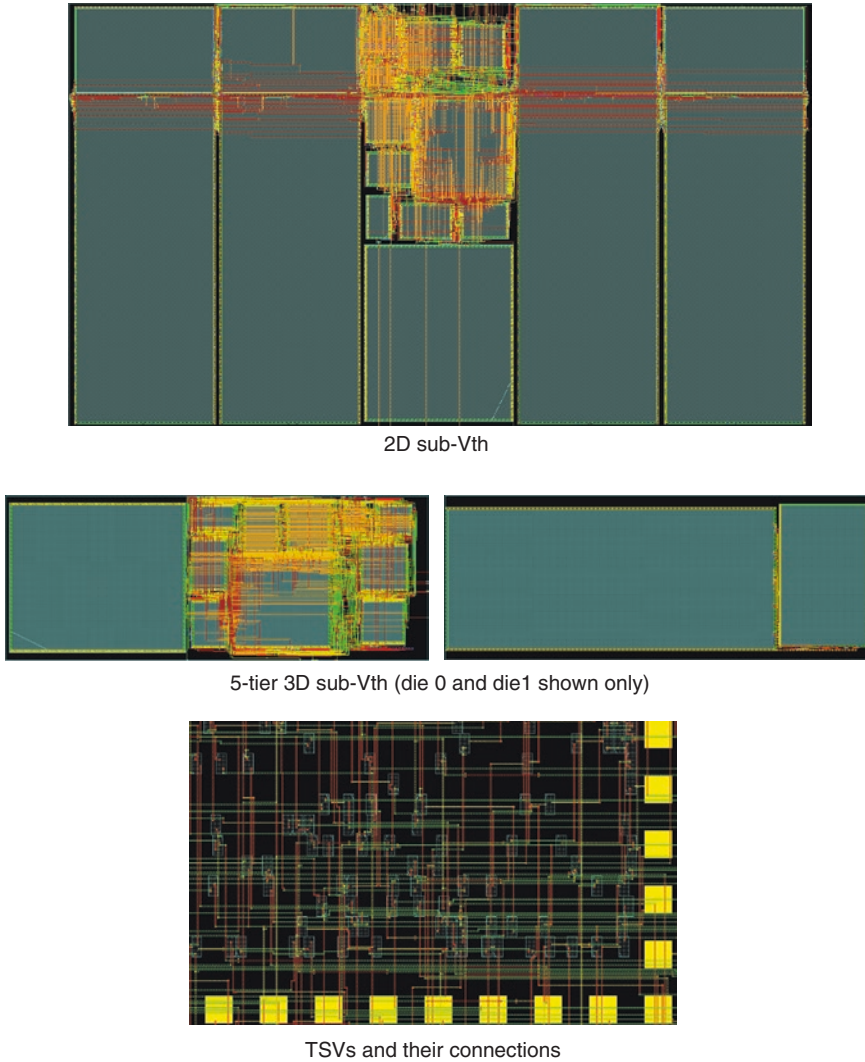 2D sub-Vth
5-tier 3D sub-Vth (die 0 and die1 shown only)
TSVs and their connections